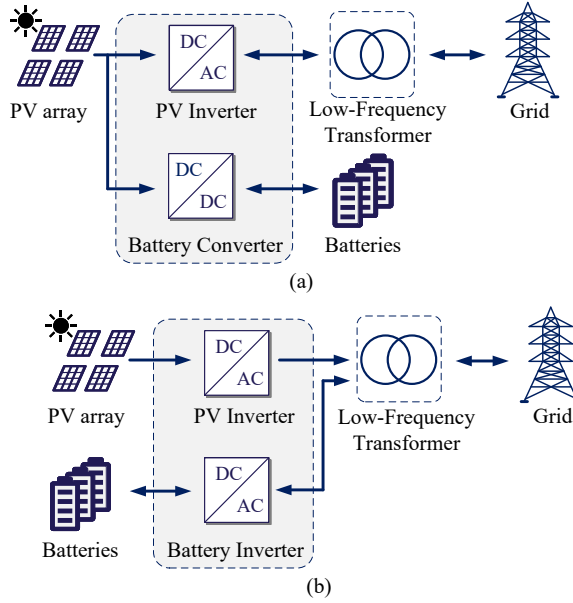 DC
AC
PV array
PV Inverter
Low-Frequency
Transformer
Grid
DC
DC
Battery Converter
Batteries
(a)
DC
AC
PV array
PV Inverter
Low-Frequency
Transformer
Grid
DC
AC
Batteries
Battery Inverter
(b)